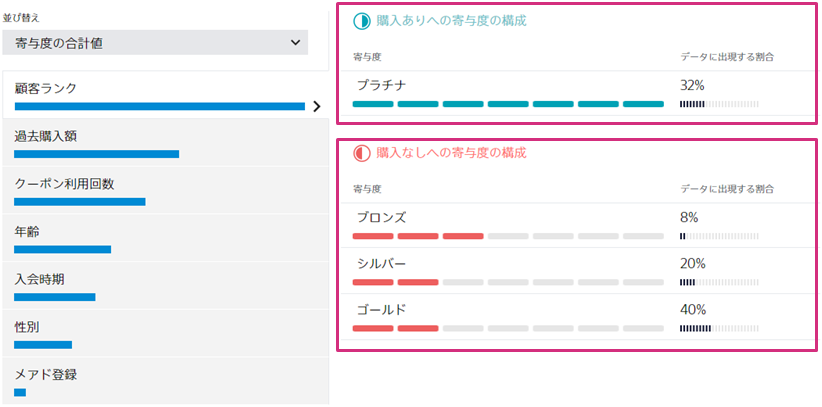 並び替え
寄与度の合計値
顧客ランク
過去購入額
クーポン利用回数
年齢
入会時期
性別
メアド登録
購入ありへの寄与度の構成
寄与度 データに出現する割合
プラチナ 32%
購入なしへの寄与度の構成
寄与度 データに出現する割合
ブロンズ 8%
シルバー 20%
ゴールド 40%